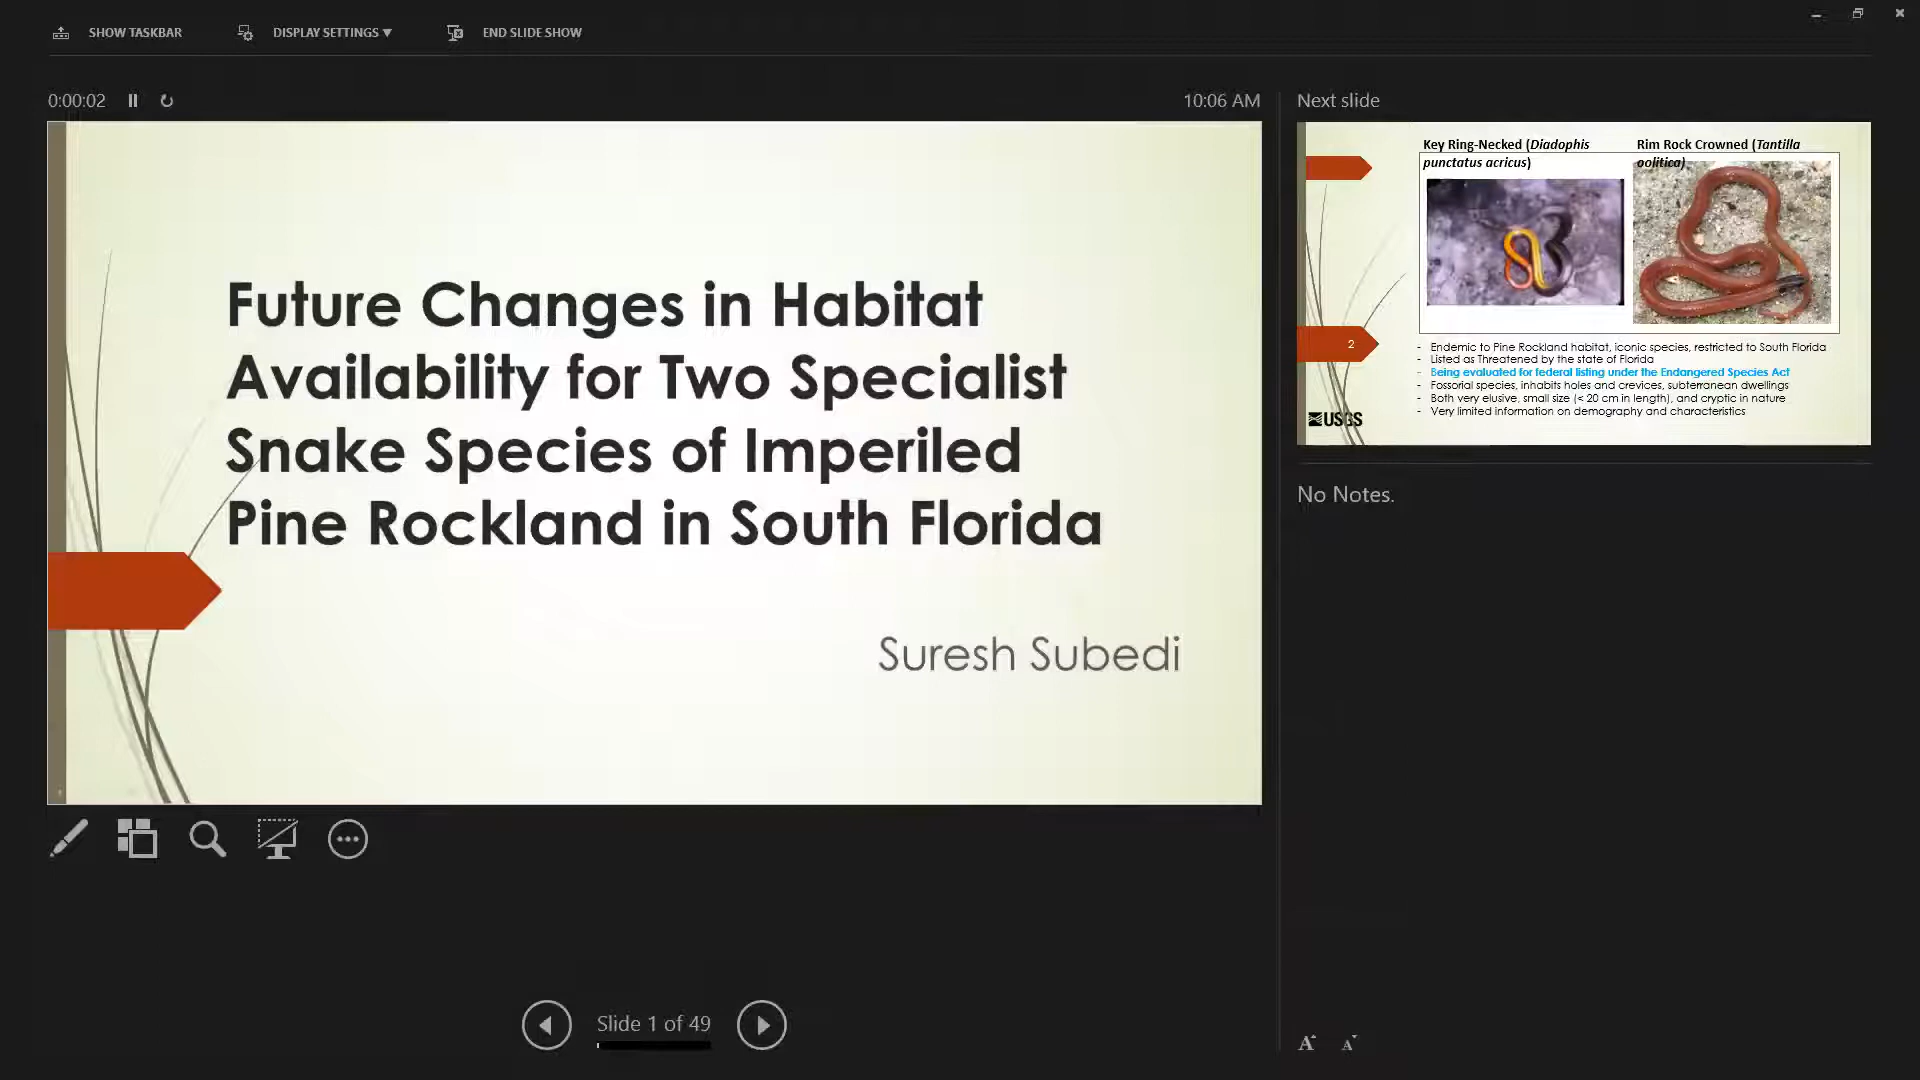 SHOW TASKBAR
DISPLAY SETTINGS ▼
END SLIDE SHOW
0:00:02
10:06 AM
Next slide
Future Changes in Habitat
Availability for Two Specialist
Snake Species of Imperiled
Pine Rockland in South Florida
Suresh Subedi
Key Ring-Necked (Diadophis
punctatus acricus)
Rim Rock Crowned (Tantilla
oolitica)
2
- Endemic to Pine Rockland habitat, iconic species, restricted to South Florida
- Listed as Threatened by the state of Florida
- Being evaluated for federal listing under the Endangered Species Act
- Fossorial species, inhabits holes and crevices, subterranean dwellings
- Both very elusive, small size (< 20 cm in length), and cryptic in nature
- Very limited information on demography and characteristics
USGS
No Notes.
Slide 1 of 49
A A